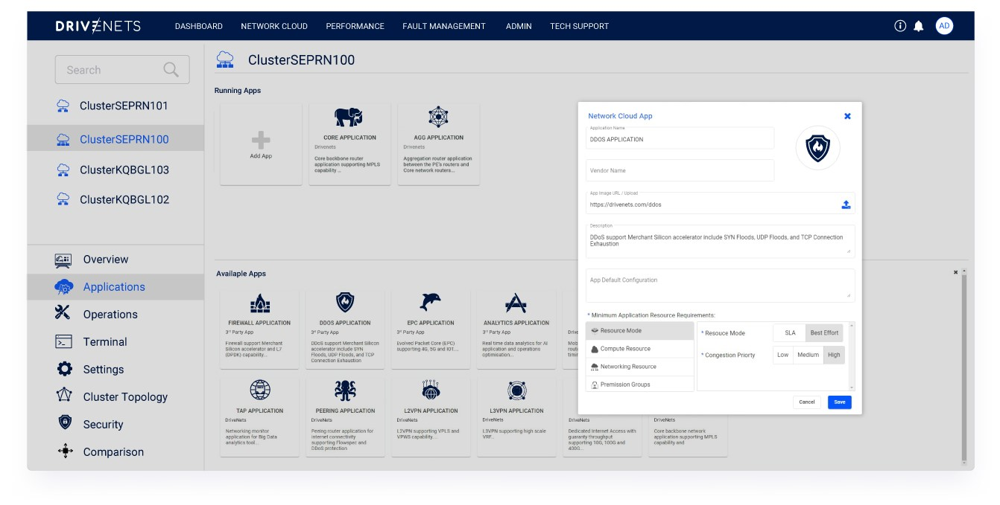 DRIVENETS
DASHBOARD NETWORK CLOUD PERFORMANCE FAULT MANAGEMENT ADMIN TECH SUPPORT
AD
Search
ClusterSEPRN101
ClusterSEPRN100
ClusterKQBGL103
ClusterKQBGL102
Overview
Applications
Operations
Terminal
Settings
Cluster Topology
Security
Comparison
ClusterSEPRN100
Running Apps
Add App
CORE APPLICATION
Drivenets
Core backbone router
application supporting MPLS
capability ...
AGG APPLICATION
Drivenets
Aggregration router application
between the PE's routers and
Core network routers...
Availaple Apps
FIREWALL APPLICATION
3rd Party App
Firewall support Merchant
Silicon accelerator and L7
(DPDK) capability...
DDOS APPLICATION
3rd Party App
DDoS support Merchant Silicon
accelerator include SYN
Floods, UDP Floods, and TCP
Connection Exhaustion
EPC APPLICATION
3rd Party App
Evolved Packet Core (EPC)
supporting 4G, 5G and IOT....
ANALYTICS APPLICATION
3rd Party App
Real time data analytics for AI
application and operations
optimisation...
TAP APPLICATION
DriveNets
Networking monitor
application for Big Data
analytics tool...
PEERING APPLICATION
DriveNets
Peeing router application for
internet connectivity
supporting Flowspec and
DDoS protection
L2VPN APPLICATION
DriveNets
L2VPN supporting VPLS and
VPWS capability...
L3VPN APPLICATION
DriveNets
L3VPN supporting high scale
VRF...
DriveNets
Dedicated Internet Access with
guaranty throughput
supporting 10G, 100G and
400G...
DriveNets
Core backbone network
application supporting MPLS
capability and
Network Cloud App
Application Name
DDOS APPLICATION
Vendor Name
App Image URL / Upload
https://drivenets.com/ddos
Description
DDoS support Merchant Silicon accelerator include SYN Floods, UDP Floods, and TCP Connection
Exhaustion
App Default Configuration
* Minimum Application Resource Requirements:
Resource Mode
Compute Resource
Networking Resource
Premission Groups
* Resouce Mode
SLA Best Effort
* Congestion Priorty
Low Medium High
Cancel Save